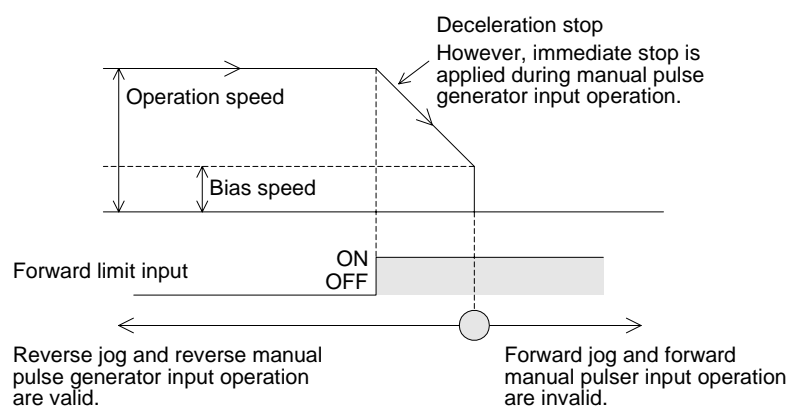 Deceleration stop
However, immediate stop is
applied during manual pulse
generator input operation.
Operation speed
Bias speed
Forward limit input
ON
OFF
Reverse jog and reverse manual
pulse generator input operation
are valid.
Forward jog and forward
manual pulser input operation
are invalid.